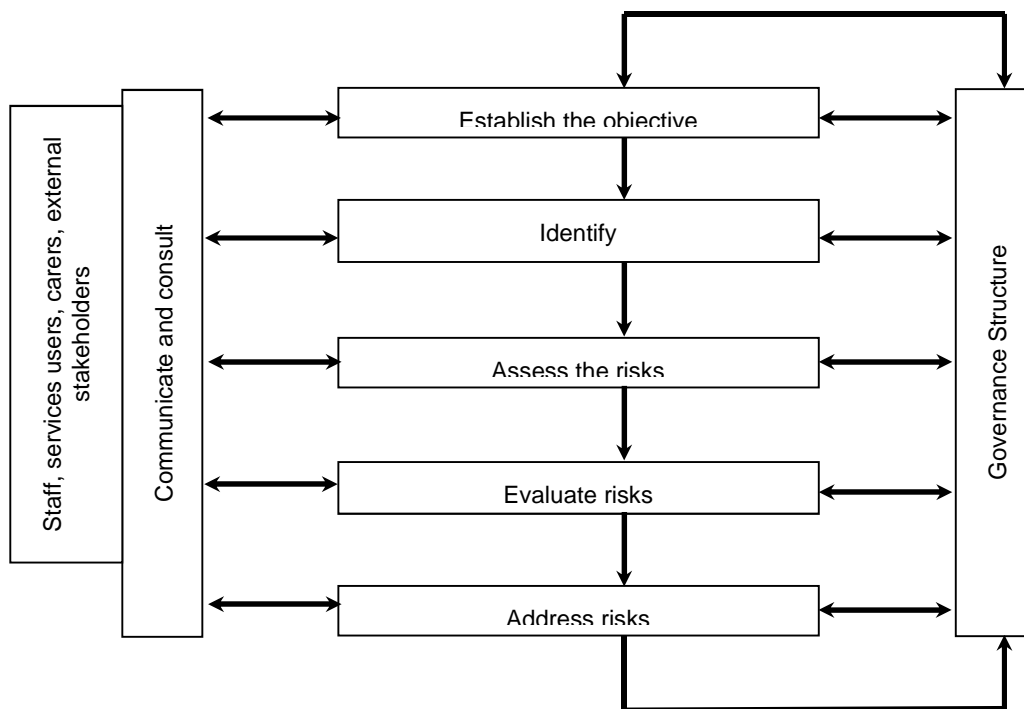 Staff, services users, carers, external
stakeholders
Communicate and consult
Establish the objective
Identify
Assess the risks
Evaluate risks
Address risks
Governance Structure